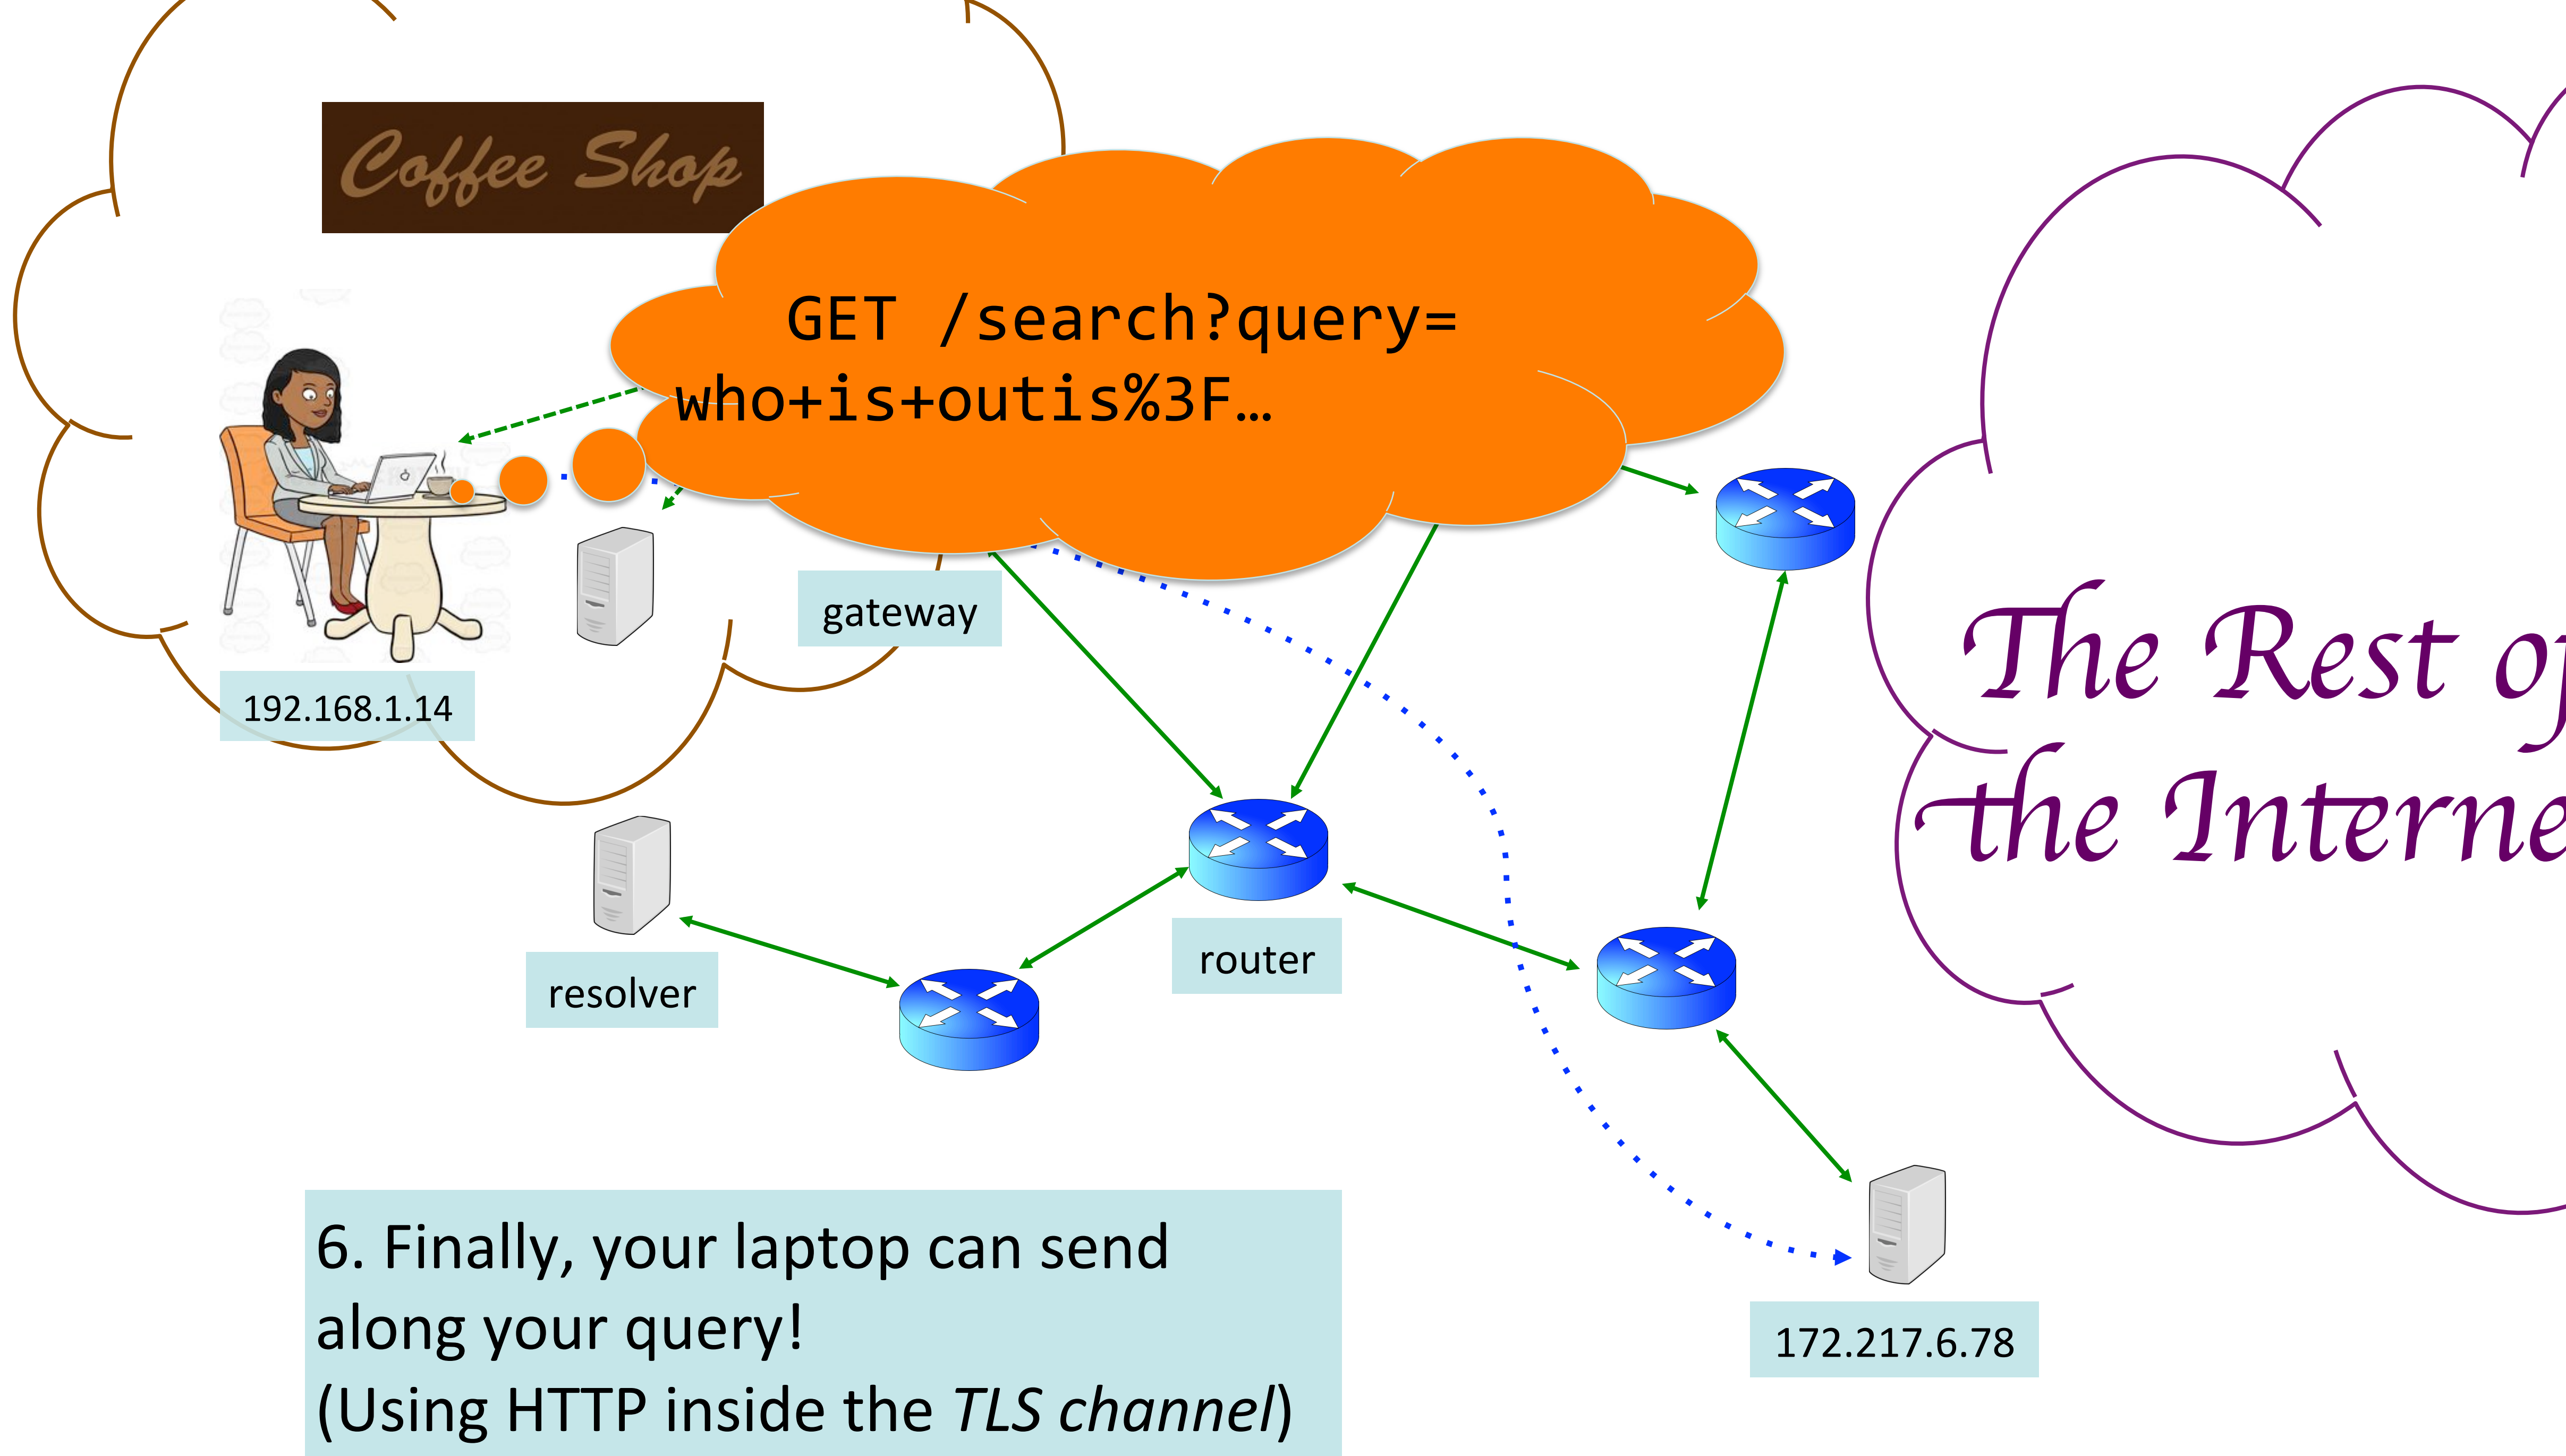 Coffee Shop
GET /search?query=
who+is+outis%3F…
gateway
192.168.1.14
The Rest of
the Interne
router
resolver
6. Finally, your laptop can send
along your query!
(Using HTTP inside the TLS channel)
172.217.6.78